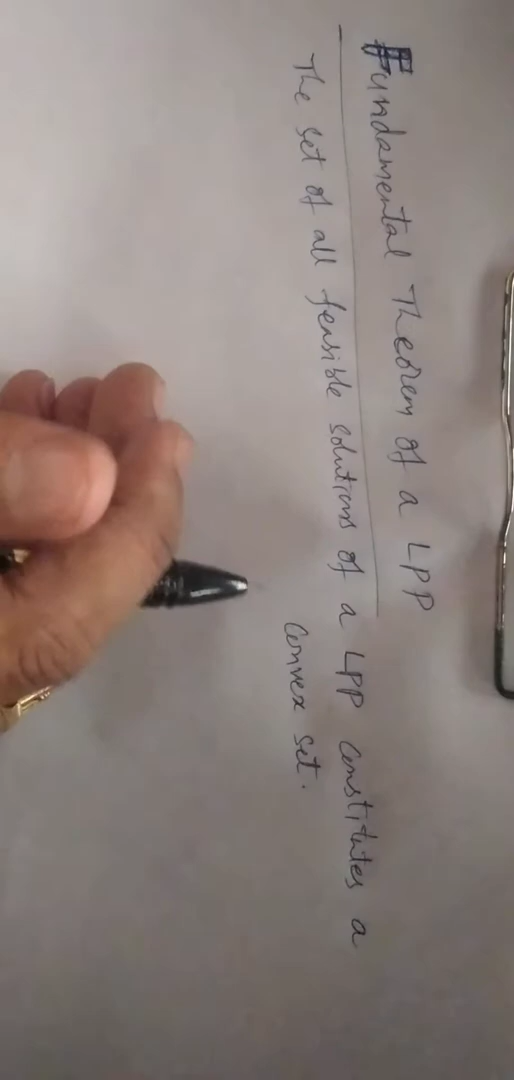 Fundamental Theorem of a LPP
The set of all feasible solutions of a LPP constitutes a
convex set.